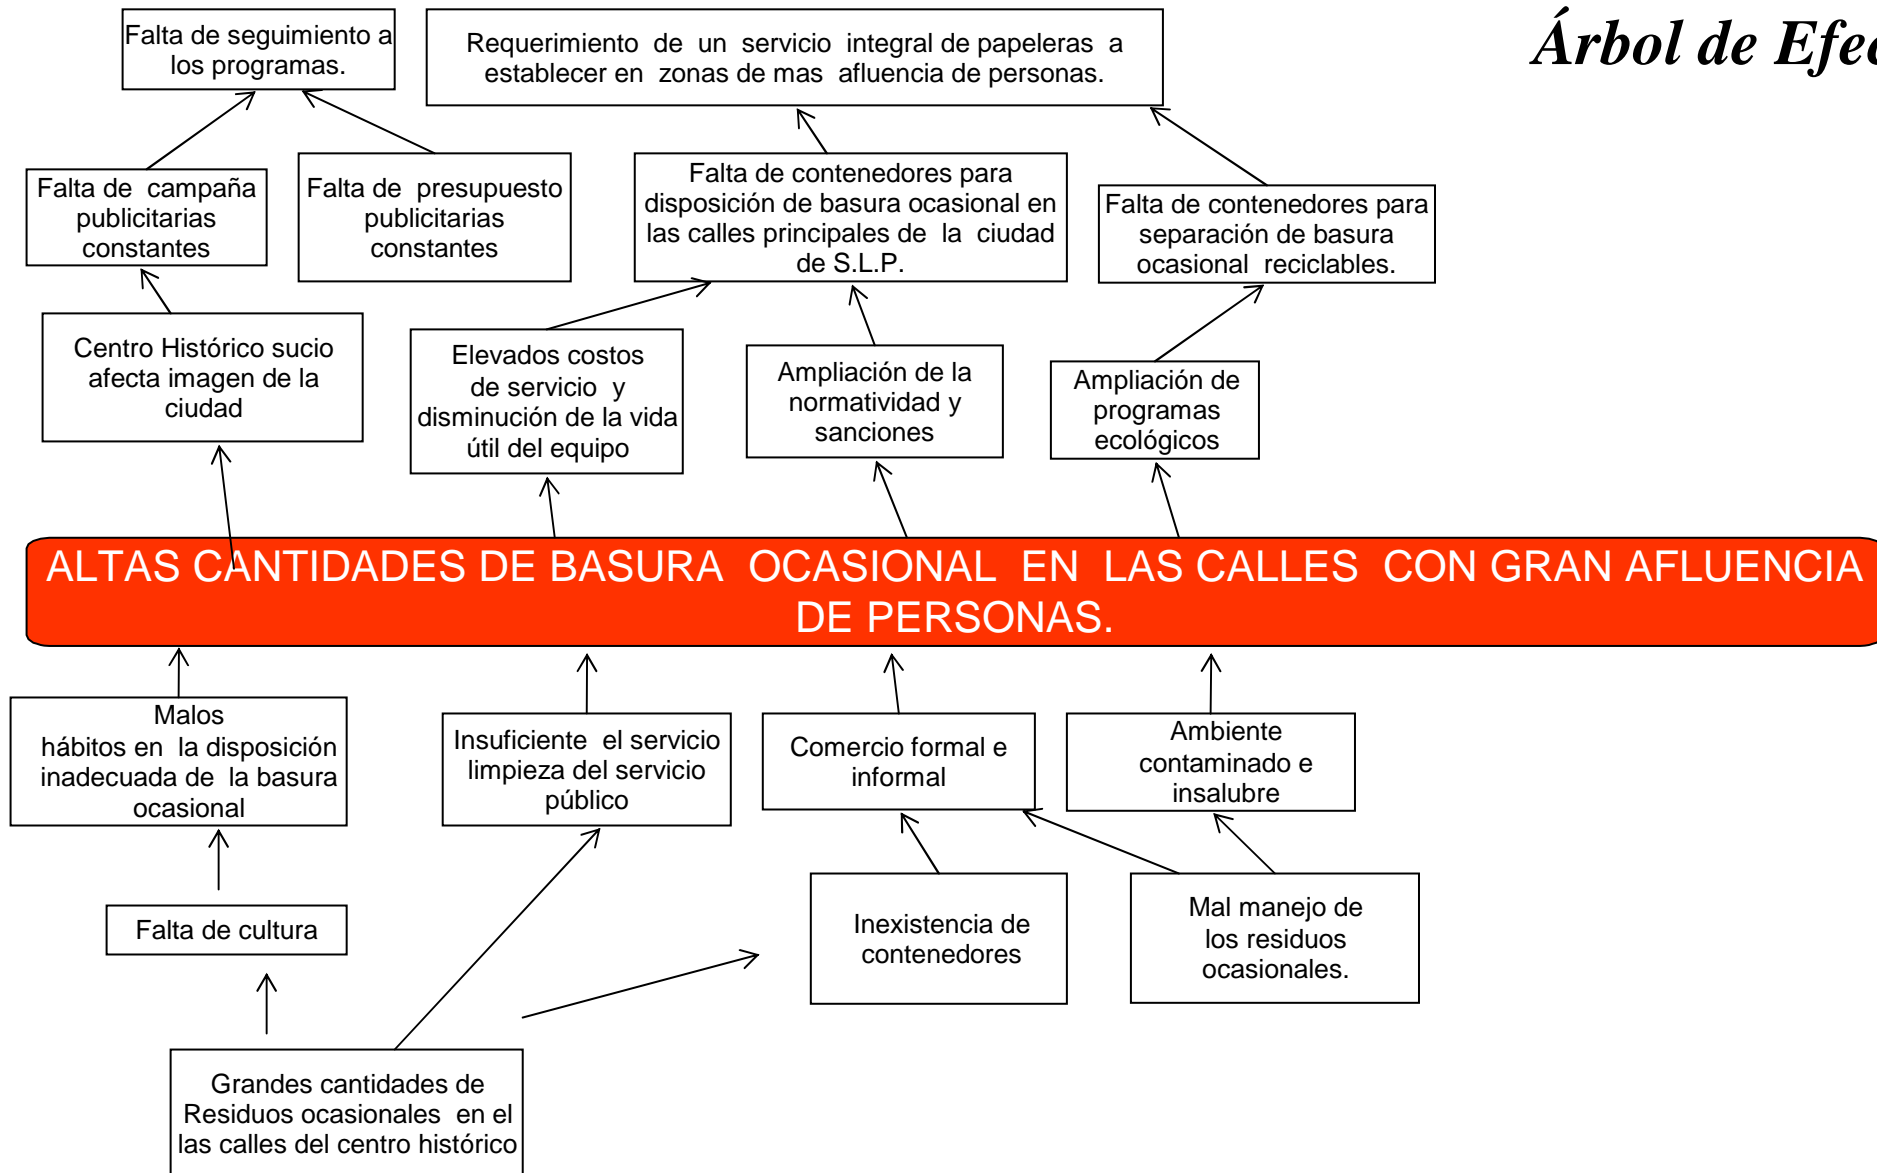 Árbol de Efec
Falta de seguimiento a
los programas.
Requerimiento de un servicio integral de papeleras a
establecer en zonas de mas afluencia de personas.
Falta de campaña
publicitarias
constantes
Falta de presupuesto
publicitarias
constantes
Falta de contenedores para
disposición de basura ocasional en
las calles principales de la ciudad
de S.L.P.
Falta de contenedores para
separación de basura
ocasional reciclables.
Centro Histórico sucio
afecta imagen de la
ciudad
Elevados costos
de servicio y
disminución de la vida
útil del equipo
Ampliación de la
normatividad y
sanciones
Ampliación de
programas
ecológicos
ALTAS CANTIDADES DE BASURA OCASIONAL EN LAS CALLES CON GRAN AFLUENCIA
DE PERSONAS.
Malos
hábitos en la disposición
inadecuada de la basura
ocasional
Insuficiente el servicio
limpieza del servicio
público
Comercio formal e
informal
Ambiente
contaminado e
insalubre
Falta de cultura
Inexistencia de
contenedores
Mal manejo de
los residuos
ocasionales.
Grandes cantidades de
Residuos ocasionales en el
las calles del centro histórico